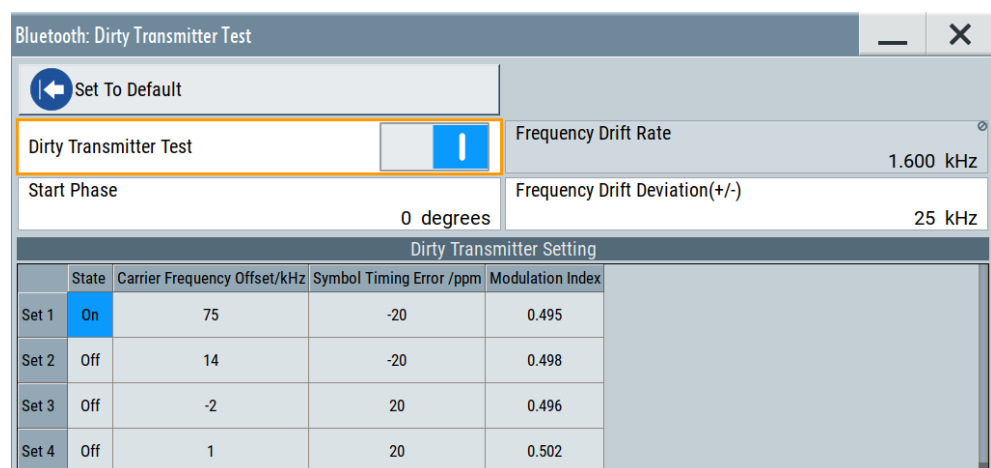 Bluetooth: Dirty Transmitter Test
Set To Default
Dirty Transmitter Test
Frequency Drift Rate
1.600 kHz
Start Phase
0 degrees
Frequency Drift Deviation(+/-)
25 kHz
Dirty Transmitter Setting
State Carrier Frequency Offset/kHz Symbol Timing Error /ppm Modulation Index
Set 1 On 75 -20 0.495
Set 2 Off 14 -20 0.498
Set 3 Off -2 20 0.496
Set 4 Off 1 20 0.502